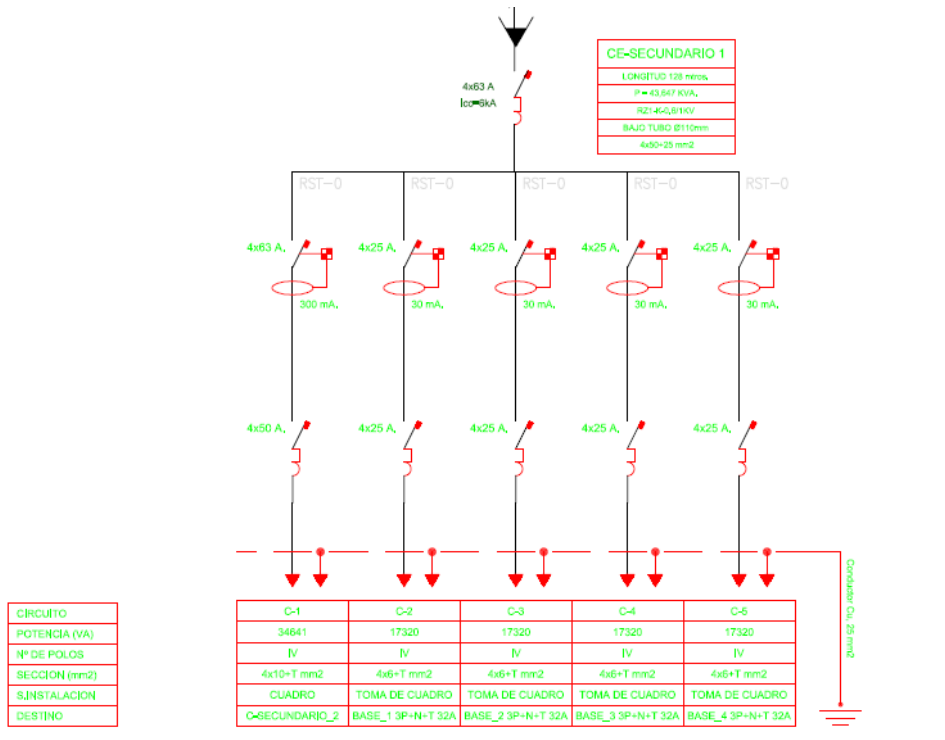 CE-SECUNDARIO 1
LONGITUD 128 mtros.
P = 43,647 KVA.
RZ1-K-0,6/1KV
BAJO TUBO Ø110mm
4x50+25 mm2
4x63 A
Icc=6kA
RST-0 RST-0 RST-0 RST-0 RST-0
4x63 A. 4x25 A. 4x25 A. 4x25 A. 4x25 A.
300 mA. 30 mA. 30 mA. 30 mA. 30 mA.
4x50 A. 4x25 A. 4x25 A. 4x25 A. 4x25 A.
Conductor Cu, 25 mm2
CIRCUITO C-1 C-2 C-3 C-4 C-5
POTENCIA (VA) 34641 17320 17320 17320 17320
Nº DE POLOS IV IV IV IV IV
SECCION (mm2) 4x10+T mm2 4x6+T mm2 4x6+T mm2 4x6+T mm2 4x6+T mm2
S.INSTALACION CUADRO TOMA DE CUADRO TOMA DE CUADRO TOMA DE CUADRO TOMA DE CUADRO
DESTINO C-SECUNDARIO_2 BASE_1 3P+N+T 32A BASE_2 3P+N+T 32A BASE_3 3P+N+T 32A BASE_4 3P+N+T 32A